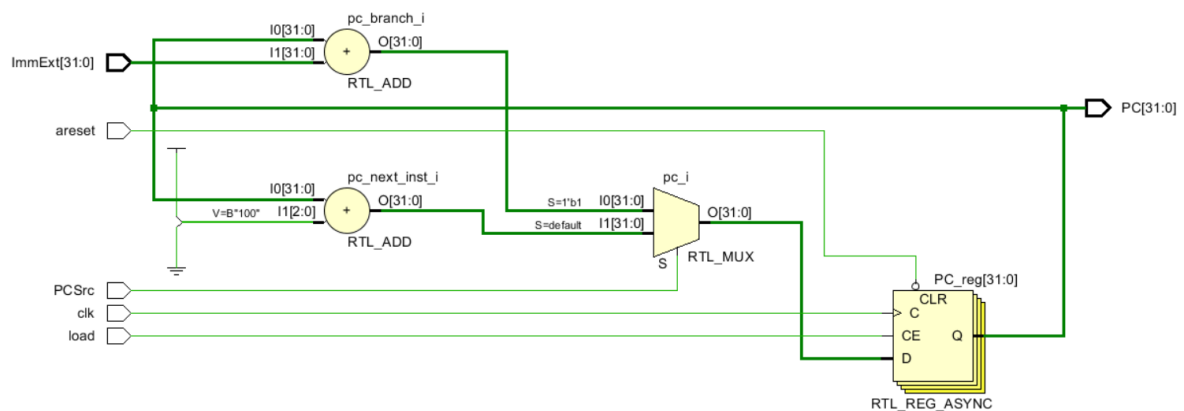 pc_branch_i
I0[31:0]
O[31:0]
ImmExt[31:0]
I1[31:0]
+
RTL_ADD
PC[31:0]
areset
pc_next_inst_i
pc_i
I0[31:0]
O[31:0]
S=1'b1
I0[31:0]
V=B"100"
I1[2:0]
+
O[31:0]
S=default
I1[31:0]
RTL_ADD
S
RTL_MUX
PCSrc
PC_reg[31:0]
CLR
clk
C
load
CE
Q
D
RTL_REG_ASYNC